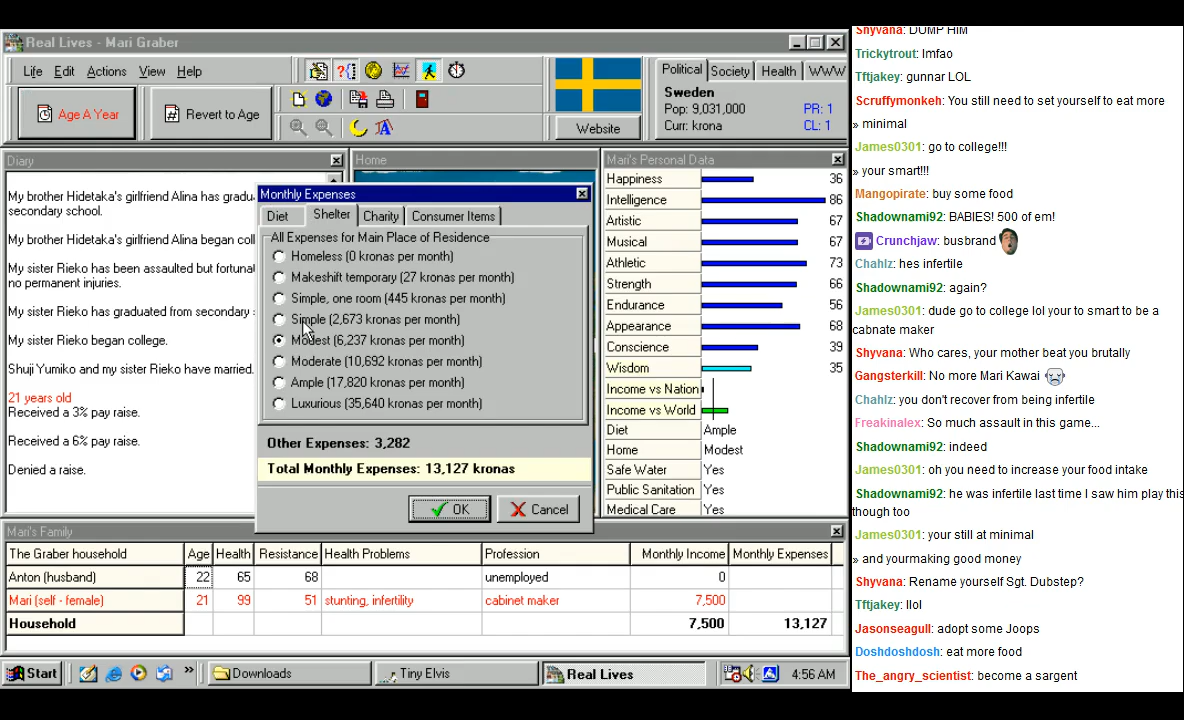 Real Lives - Mari Graber
Life Edit Actions View Help
Age A Year
Revert to Age
Website
Political Society Health WWW
Sweden
Pop: 9,031,000 PR: 1
Curr: krona CL: 1
Diary
My brother Hidetaka's girlfriend Alina has gradu
secondary school.
My brother Hidetaka's girlfriend Alina began coll
My sister Rieko has been assaulted but fortuna
no permanent injuries.
My sister Rieko has graduated from secondary
My sister Rieko began college.
Shuji Yumiko and my sister Rieko have married.
21 years old
Received a 3% pay raise.
Received a 6% pay raise.
Denied a raise.
Home
Monthly Expenses
Diet Shelter Charity Consumer Items
All Expenses for Main Place of Residence
Homeless (0 kronas per month)
Makeshift temporary (27 kronas per month)
Simple, one room (445 kronas per month)
Simple (2,673 kronas per month)
Modest (6,237 kronas per month)
Moderate (10,692 kronas per month)
Ample (17,820 kronas per month)
Luxurious (35,640 kronas per month)
Other Expenses: 3,282
Total Monthly Expenses: 13,127 kronas
OK Cancel
Mari's Personal Data
Happiness 36
Intelligence 86
Artistic 67
Musical 67
Athletic 73
Strength 66
Endurance 56
Appearance 68
Conscience 39
Wisdom 35
Income vs Nation
Income vs World
Diet Ample
Home Modest
Safe Water Yes
Public Sanitation Yes
Medical Care Yes
Mari's Family
The Graber household Age Health Resistance Health Problems Profession Monthly Income Monthly Expenses
Anton (husband) 22 65 68 unemployed 0
Mari (self - female) 21 99 51 stunting, infertility cabinet maker 7,500
Household 7,500 13,127
Start » Downloads Tiny Elvis Real Lives 4:56 AM
Shyvana: DUMP HIM
Trickytrout: lmfao
Tftjakey: gunnar LOL
Scruffymonkeh: You still need to set yourself to eat more
» minimal
James0301: go to college!!!
» your smart!!!
Mangopirate: buy some food
Shadownami92: BABIES! 500 of em!
Crunchjaw: busbrand
Chahlz: hes infertile
Shadownami92: again?
James0301: dude go to college lol your to smart to be a
cabnate maker
Shyvana: Who cares, your mother beat you brutally
Gangsterkill: No more Mari Kawai
Chahlz: you don't recover from being infertile
Freakinalex: So much assault in this game...
Shadownami92: indeed
James0301: oh you need to increase your food intake
Shadownami92: he was infertile last time I saw him play this
though too
James0301: your still at minimal
» and yourmaking good money
Shyvana: Rename yourself Sgt. Dubstep?
Tftjakey: llol
Jasonseagull: adopt some Joops
Doshdoshdosh: eat more food
The_angry_scientist: become a sargent